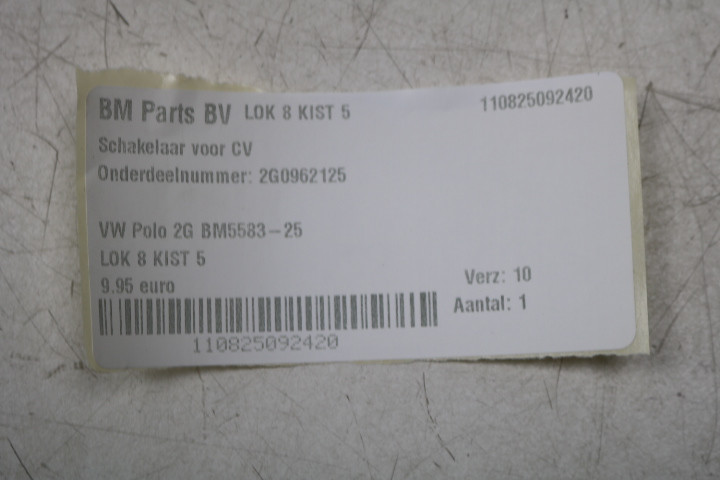 BM Parts BV LOK 8 KIST 5 110825092420
Schakelaar voor CV
Onderdeelnummer: 2G0962125
VW Polo 2G BM5583-25
LOK 8 KIST 5
9.95 euro
Verz: 10
Aantal: 1
110825092420